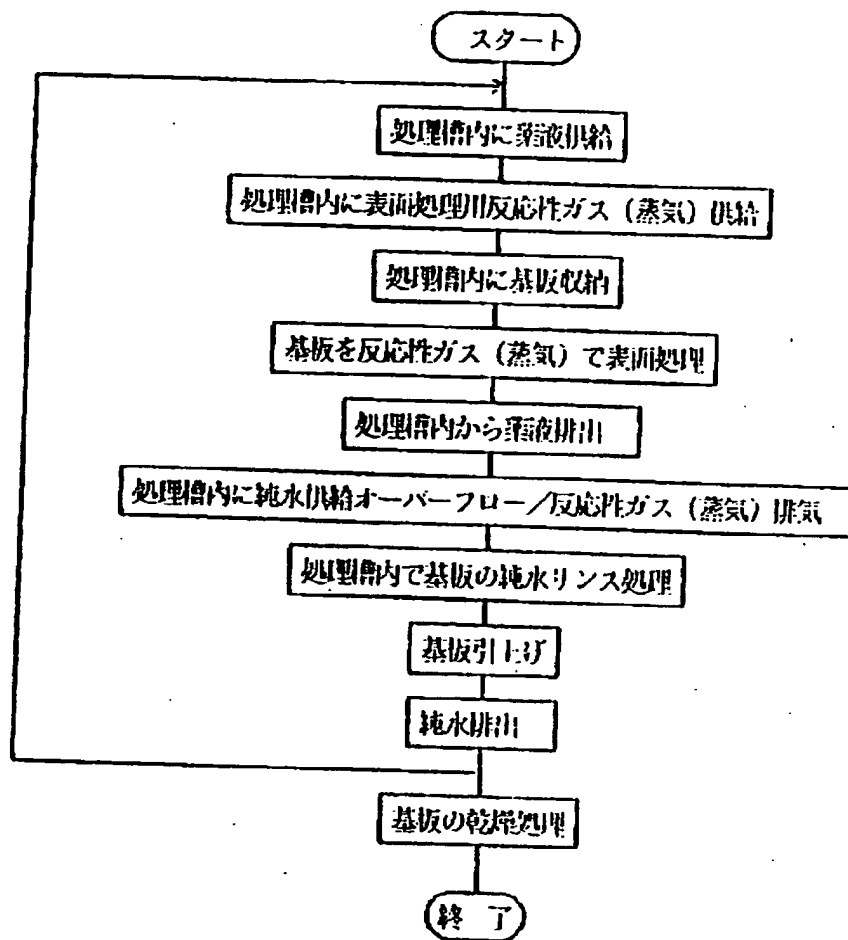 スタート
処理槽内に薬液供給
処理槽内に表面処理用反応性ガス（蒸気）供給
処理槽内に基板収納
基板を反応性ガス（蒸気）で表面処理
処理槽内から薬液排出
処理槽内に純水供給オーバーフロー/反応性ガス（蒸気）排気
処理槽内で基板の純水リンス処理
基板引上げ
純水排出
基板の乾燥処理
終了